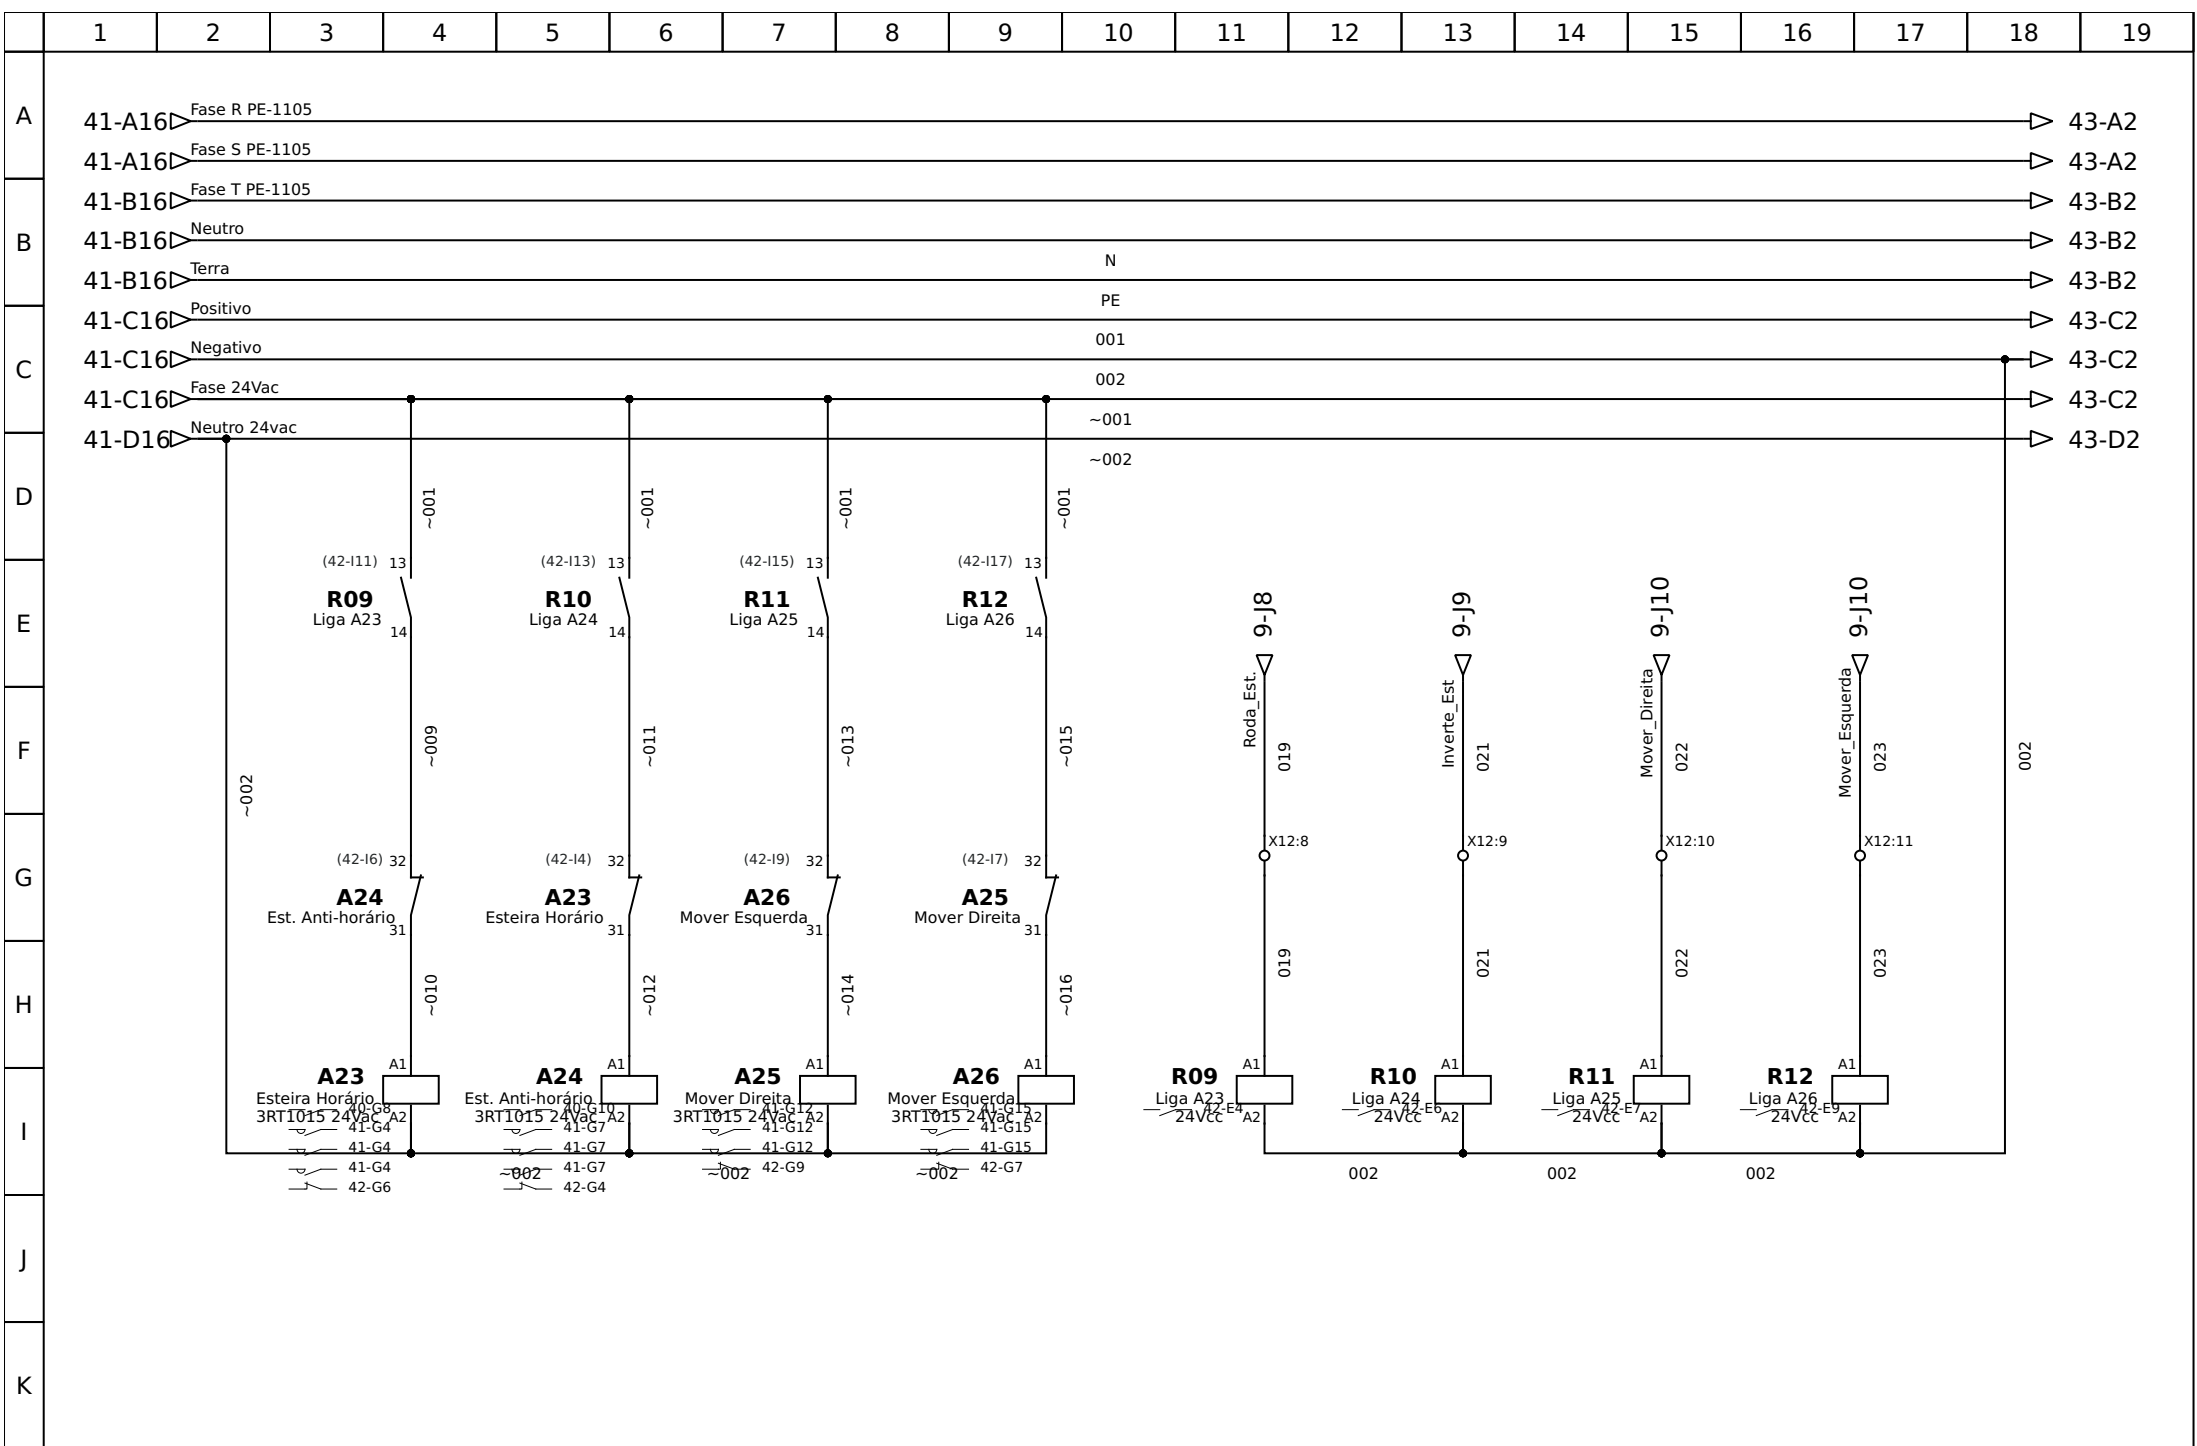 1 2 3 4 5 6 7 8 9 10 11 12 13 14 15 16 17 18 19
A
B
C
D
E
F
G
H
I
J
K
41-A16 Fase R PE-1105 43-A2
41-A16 Fase S PE-1105 43-A2
41-B16 Fase T PE-1105 43-B2
41-B16 Neutro 43-B2
N
41-B16 Terra 43-B2
PE
41-C16 Positivo 43-C2
001
41-C16 Negativo 43-C2
002
41-C16 Fase 24Vac 43-C2
~001
41-D16 Neutro 24vac 43-D2
~002
~001 ~001 ~001 ~001
(42-I11) 13 (42-I13) 13 (42-I15) 13 (42-I17) 13
R09 R10 R11 R12
Liga A23 Liga A24 Liga A25 Liga A26
14 14 14 14
9-J8 9-J9 9-J10 9-J10
Roda_Est. Inverte_Est Mover_Direita Mover_Esquerda
~002 ~009 ~011 ~013 ~015 019 021 022 023 002
X12:8 X12:9 X12:10 X12:11
(42-I6) 32 (42-I4) 32 (42-I9) 32 (42-I7) 32
A24 A23 A26 A25
Est. Anti-horário Esteira Horário Mover Esquerda Mover Direita
31 31 31 31
~010 ~012 ~014 ~016 019 021 022 023
A1 A1 A1 A1 A1 A1 A1 A1
A23 A24 A25 A26 R09 R10 R11 R12
Esteira Horário Est. Anti-horário Mover Direita Mover Esquerda Liga A23 Liga A24 Liga A25 Liga A26
40-G8 40-G10 41-G12 41-G15 42-E4 42-E6 42-E7 42-E9
3RT1015 24Vac A2 3RT1015 24Vac A2 3RT1015 24Vac A2 3RT1015 24Vac A2 24Vcc A2 24Vcc A2 24Vcc A2 24Vcc A2
41-G4 41-G7 41-G12 41-G15
41-G4 41-G7 41-G12 41-G15
41-G4 41-G7 42-G9 42-G7
~002 ~002 ~002 002 002 002
42-G6 42-G4